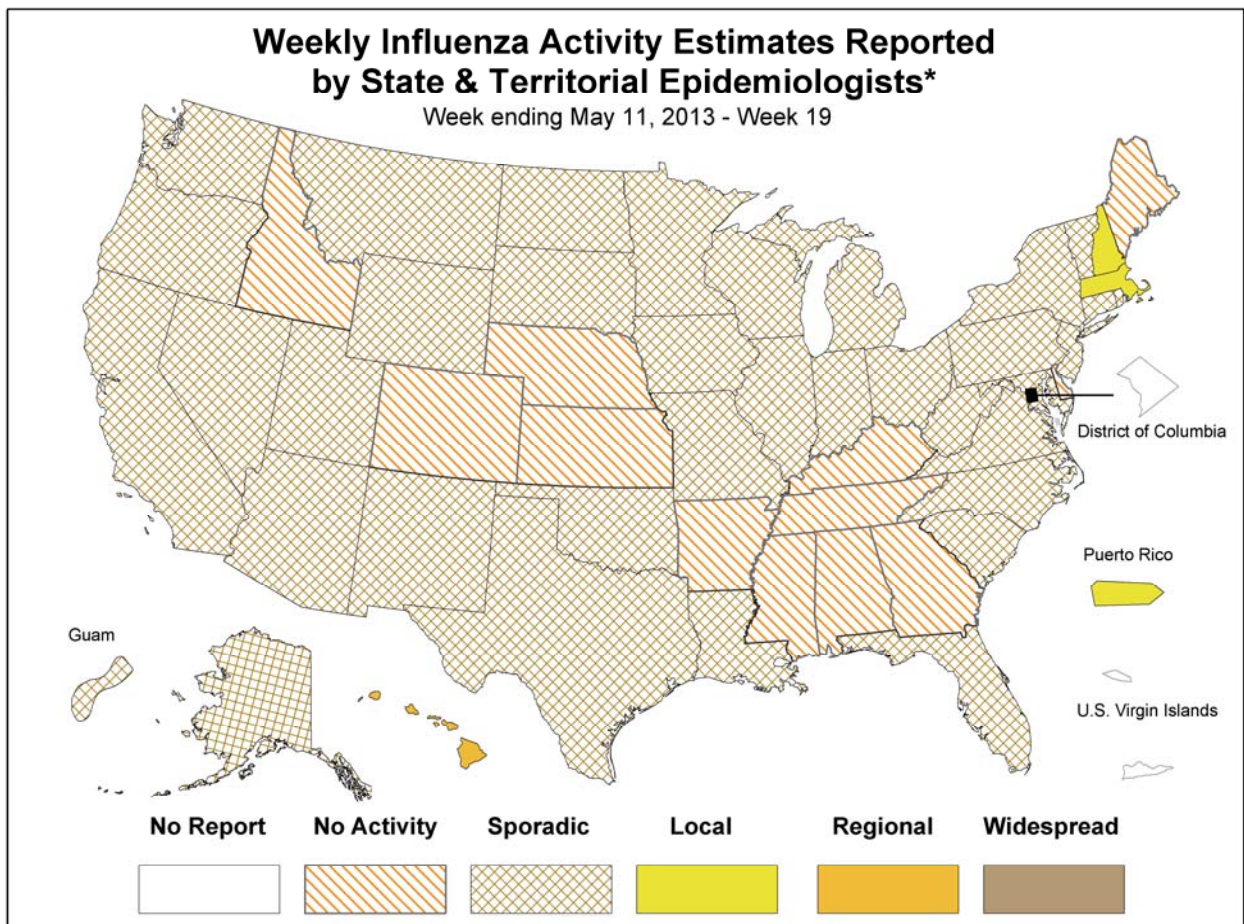 Weekly Influenza Activity Estimates Reported
by State & Territorial Epidemiologists*
Week ending May 11, 2013 - Week 19
District of Columbia
Puerto Rico
Guam
U.S. Virgin Islands
No Report No Activity Sporadic Local Regional Widespread